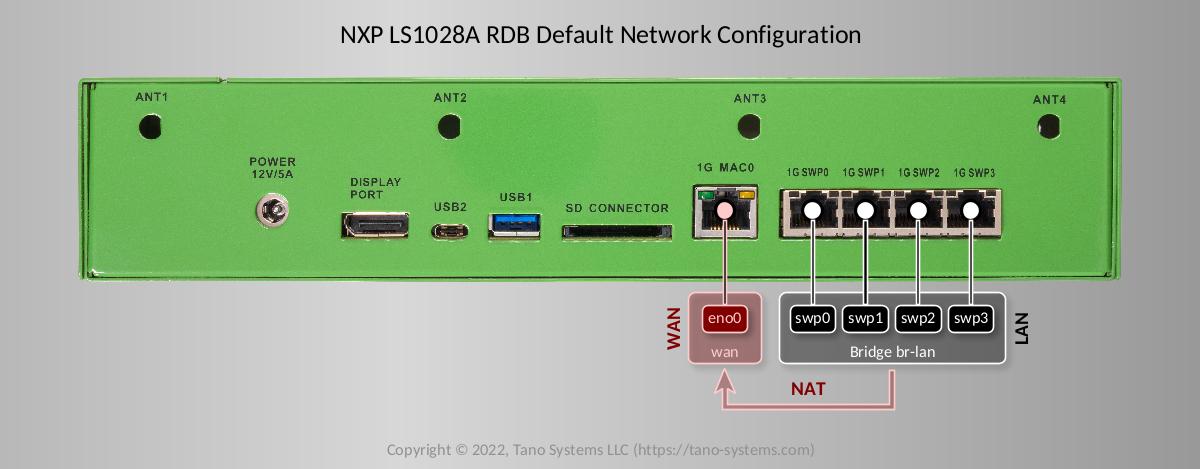 NXP LS1028A RDB Default Network Configuration
ANT1
ANT2
ANT3
ANT4
POWER
12V/5A
DISPLAY
PORT
USB2
USB1
SD CONNECTOR
1G MAC0
1G SWP0
1G SWP1
1G SWP2
1G SWP3
WAN
eno0
wan
swp0
swp1
swp2
swp3
Bridge br-lan
LAN
NAT
Copyright © 2022, Tano Systems LLC (https://tano-systems.com)